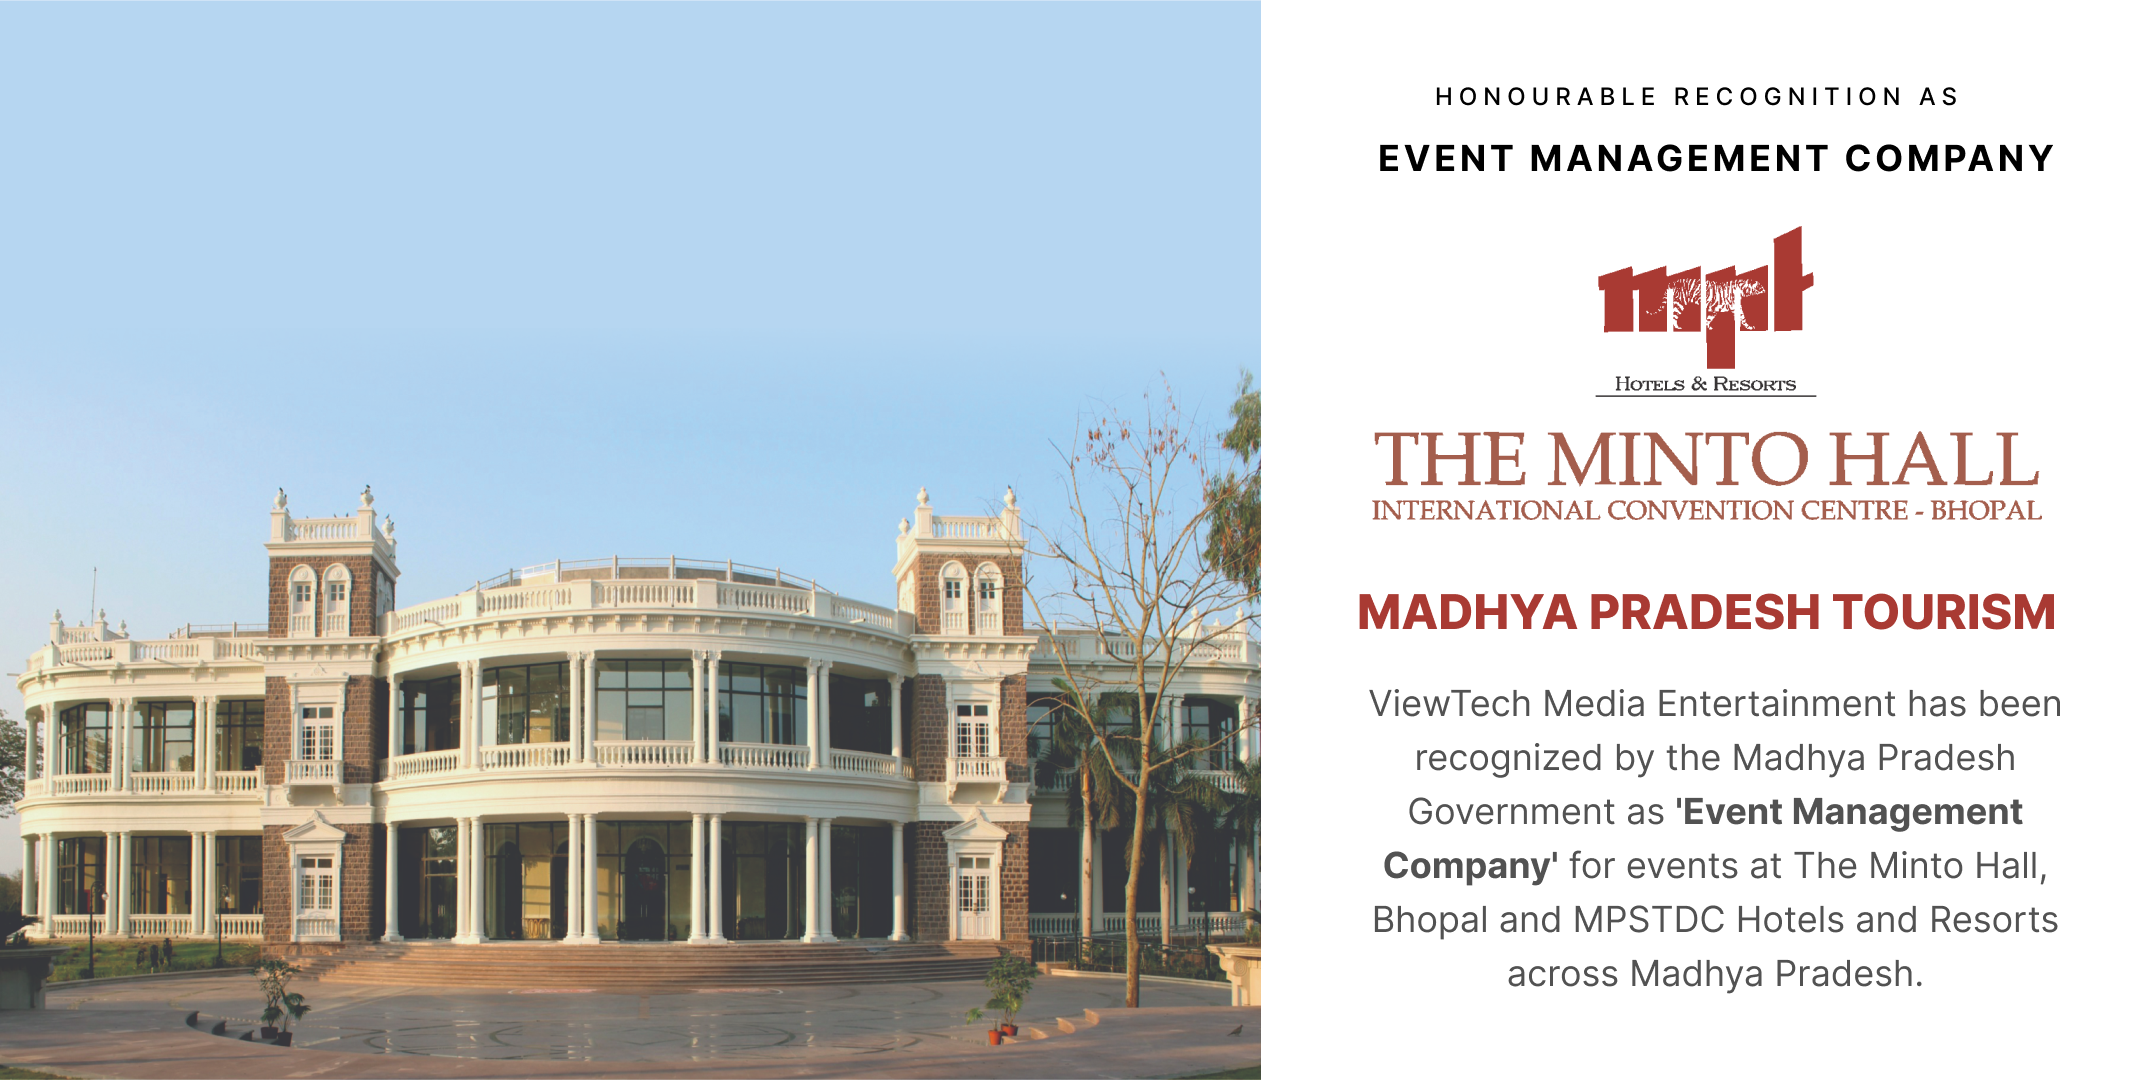 HONOURABLE RECOGNITION AS
EVENT MANAGEMENT COMPANY
mpt
HOTELS & RESORTS
THE MINTO HALL
INTERNATIONAL CONVENTION CENTRE - BHOPAL
MADHYA PRADESH TOURISM
ViewTech Media Entertainment has been
recognized by the Madhya Pradesh
Government as 'Event Management
Company' for events at The Minto Hall,
Bhopal and MPSTDC Hotels and Resorts
across Madhya Pradesh.